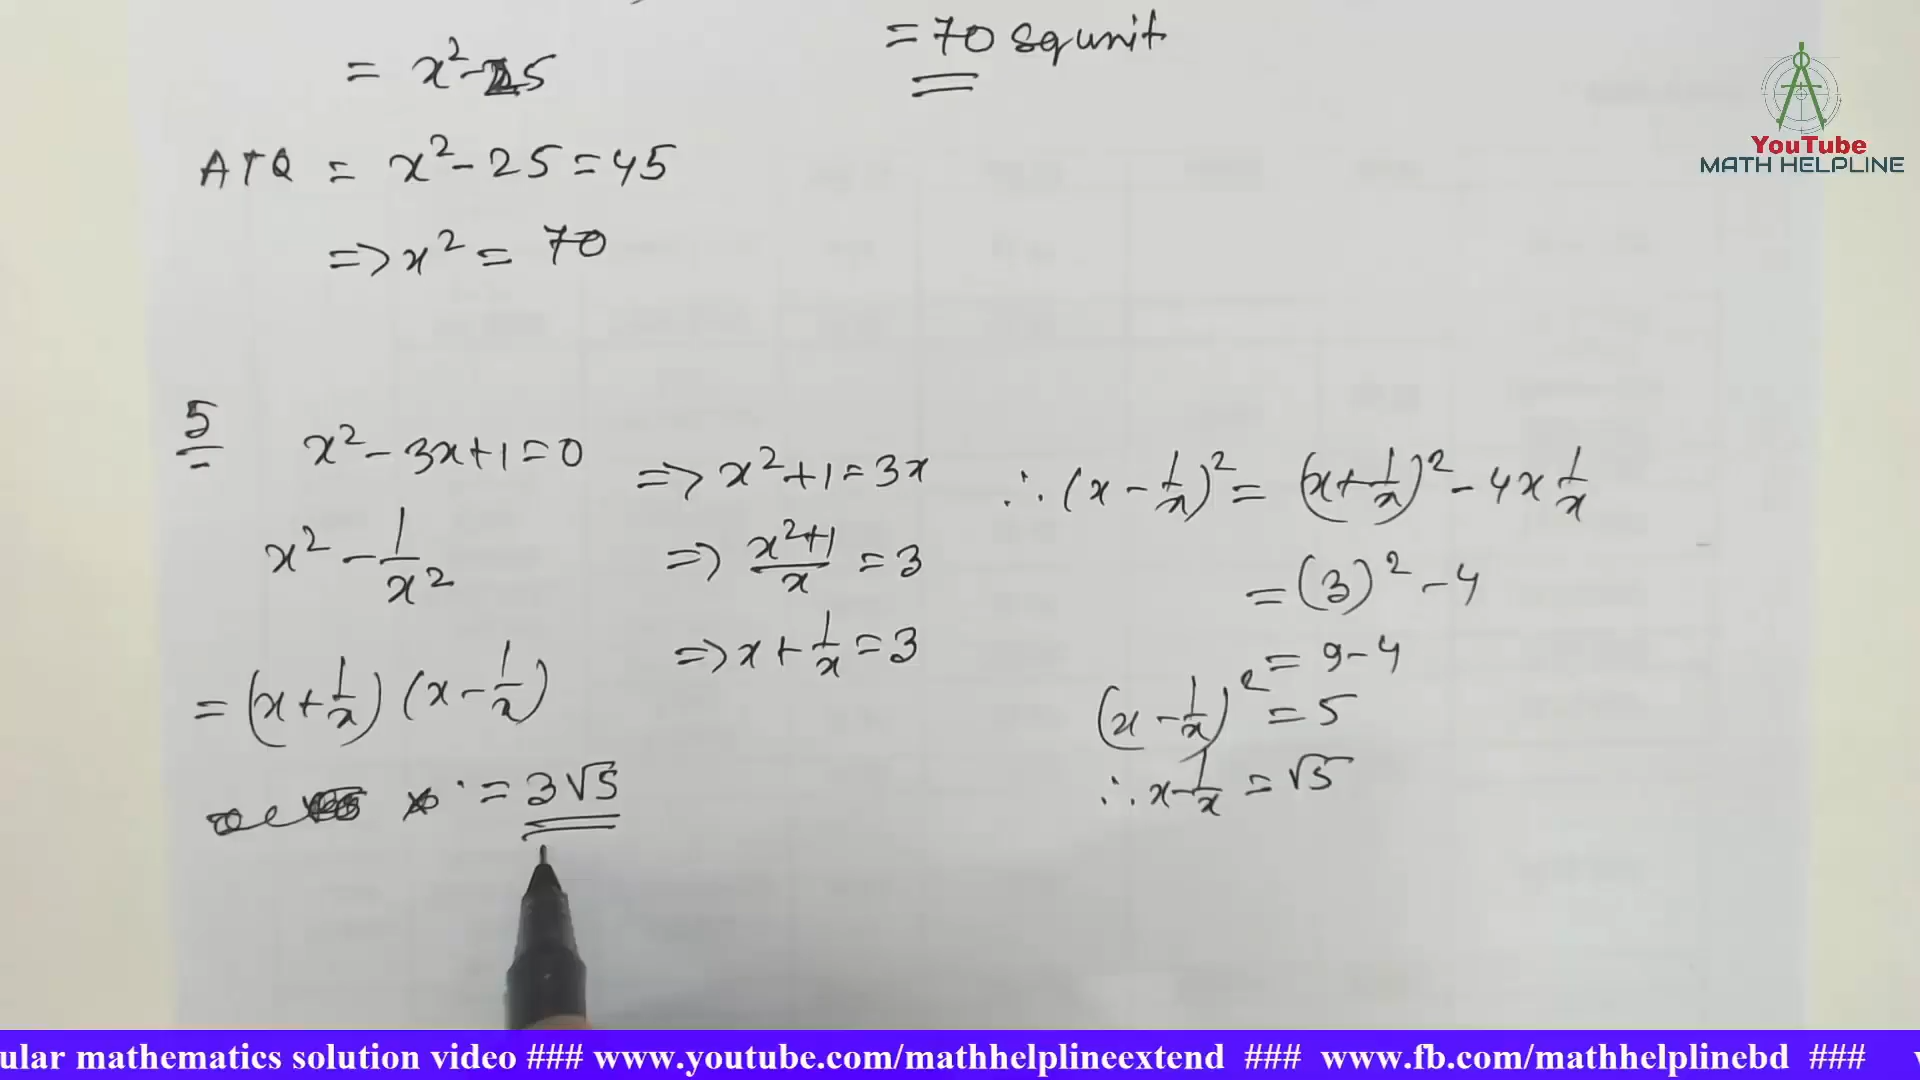 = x² - 25
= 70 sq unit
ATQ = x² - 25 = 45
=> x² = 70
5
x² - 3x + 1 = 0
x² - 1/x²
= (x + 1/x) (x - 1/x)
= 3√5
=> x² + 1 = 3x
=> (x² + 1)/x = 3
=> x + 1/x = 3
∴ (x - 1/x)² = (x + 1/x)² - 4x 1/x
= (3)² - 4
= 9 - 4
(x - 1/x)² = 5
∴ x - 1/x = √5
YouTube
MATH HELPLINE
ular mathematics solution video ### www.youtube.com/mathhelplineextend ### www.fb.com/mathhelplinebd ###